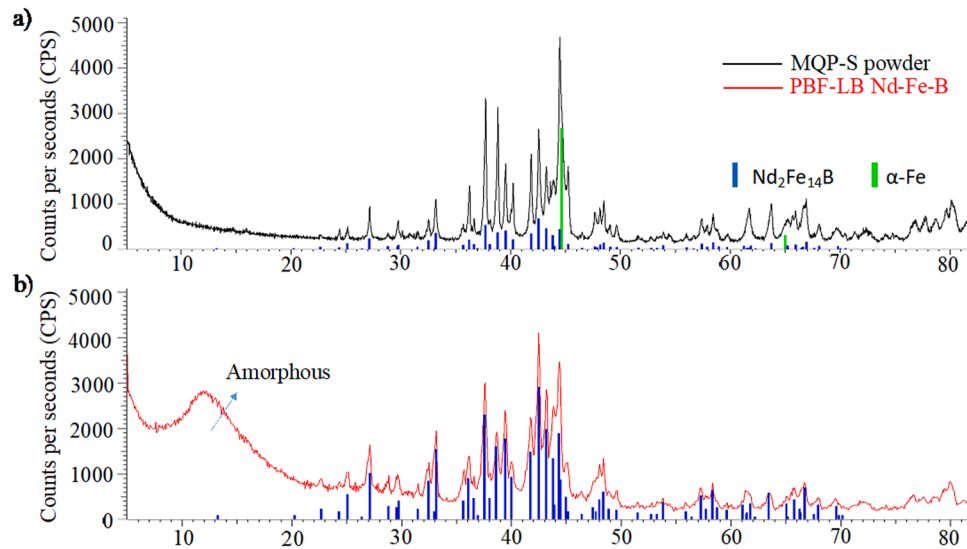 a)
Counts per seconds (CPS)
5000
4000
3000
2000
1000
0
MQP-S powder
PBF-LB Nd-Fe-B
Nd₂Fe₁₄B
α-Fe
10 20 30 40 50 60 70 80
b)
Counts per seconds (CPS)
5000
4000
3000
2000
1000
0
Amorphous
10 20 30 40 50 60 70 80